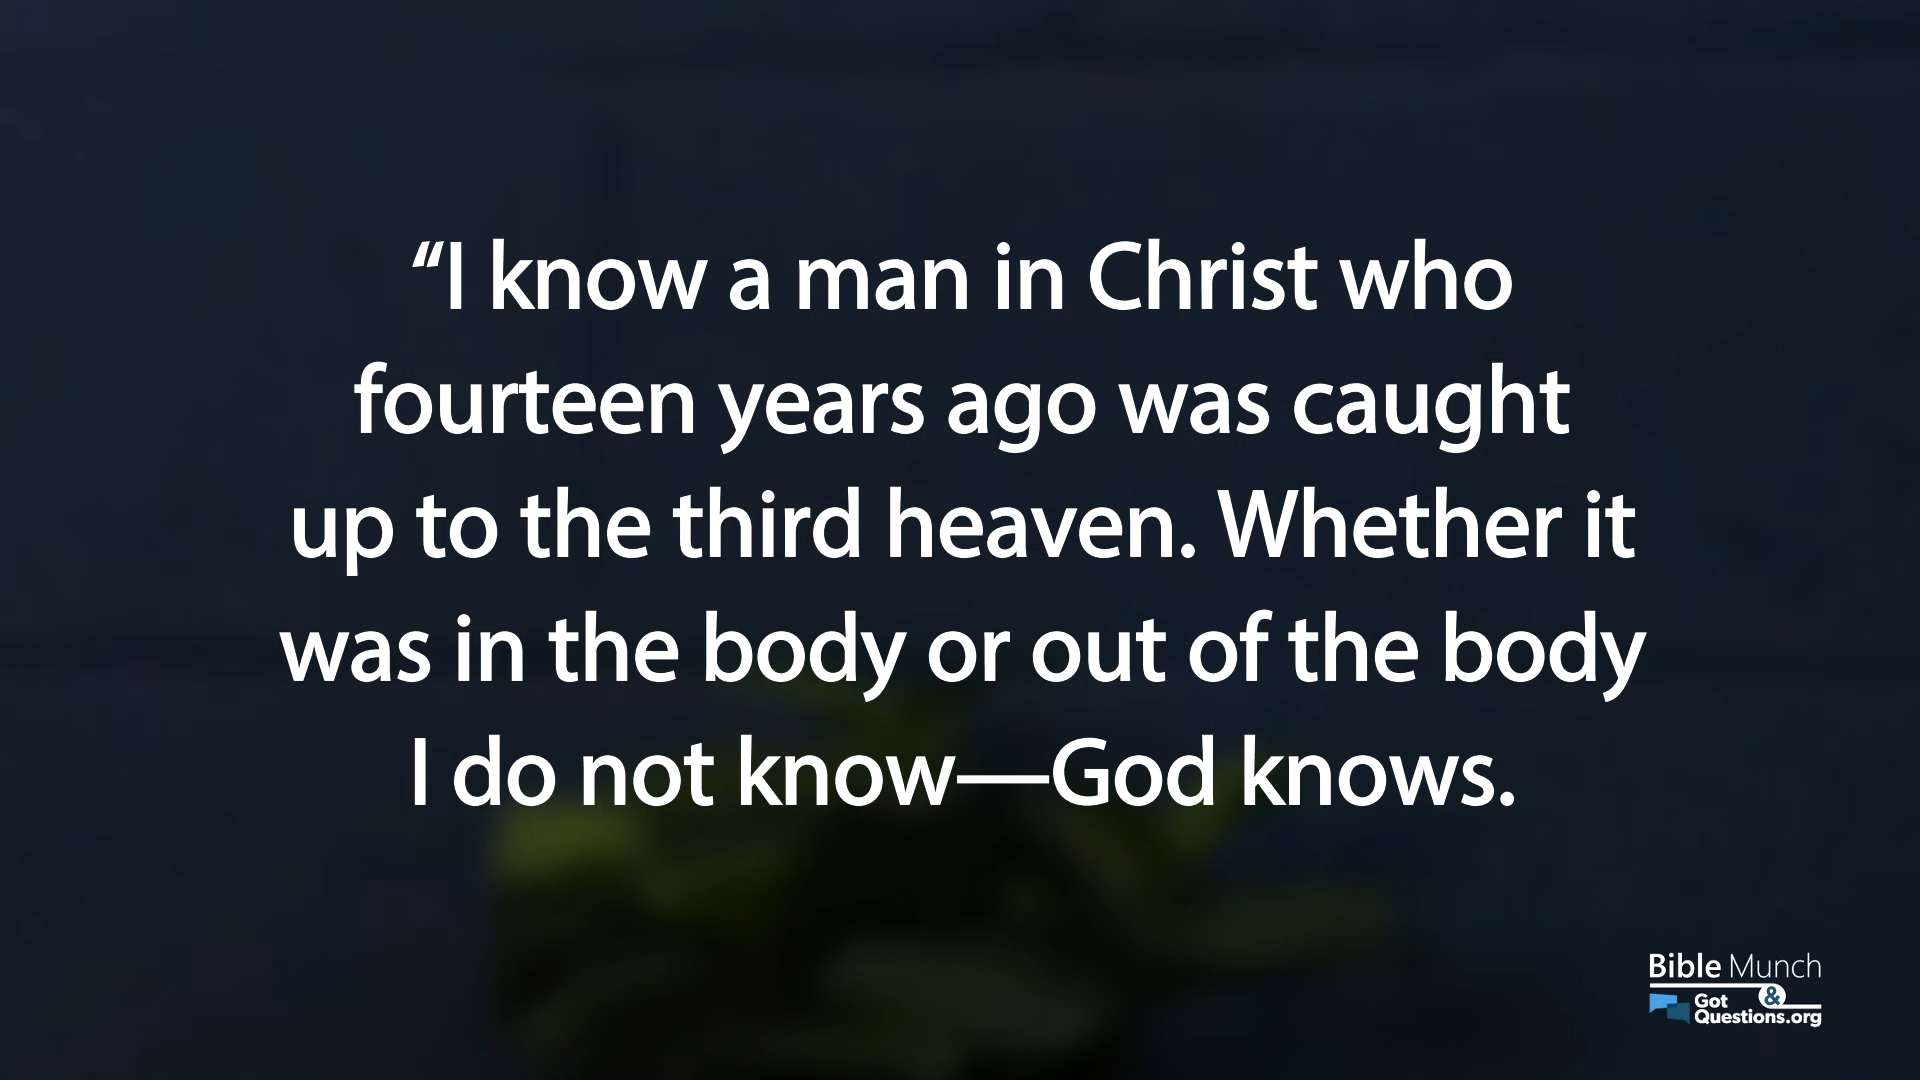 “I know a man in Christ who
fourteen years ago was caught
up to the third heaven. Whether it
was in the body or out of the body
I do not know—God knows.
Bible Munch
&
Got
Questions.org